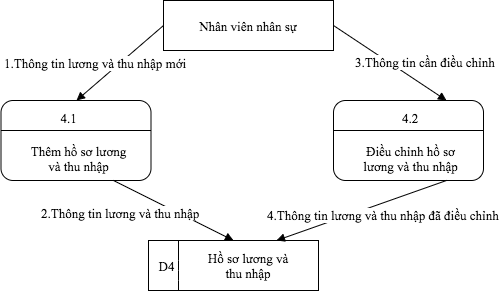 Nhân viên nhân sự
1.Thông tin lương và thu nhập mới
3.Thông tin cần điều chỉnh
4.1
Thêm hồ sơ lương
và thu nhập
4.2
Điều chỉnh hồ sơ
lương và thu nhập
2.Thông tin lương và thu nhập
4.Thông tin lương và thu nhập đã điều chỉnh
D4
Hồ sơ lương và
thu nhập